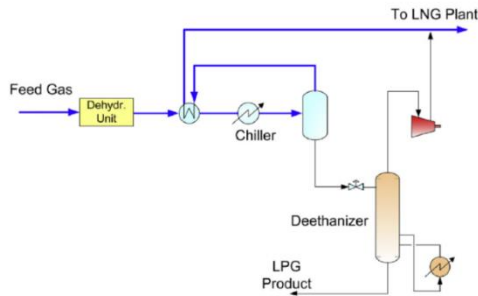 To LNG Plant
Feed Gas
Dehydr.
Unit
Chiller
Deethanizer
LPG
Product